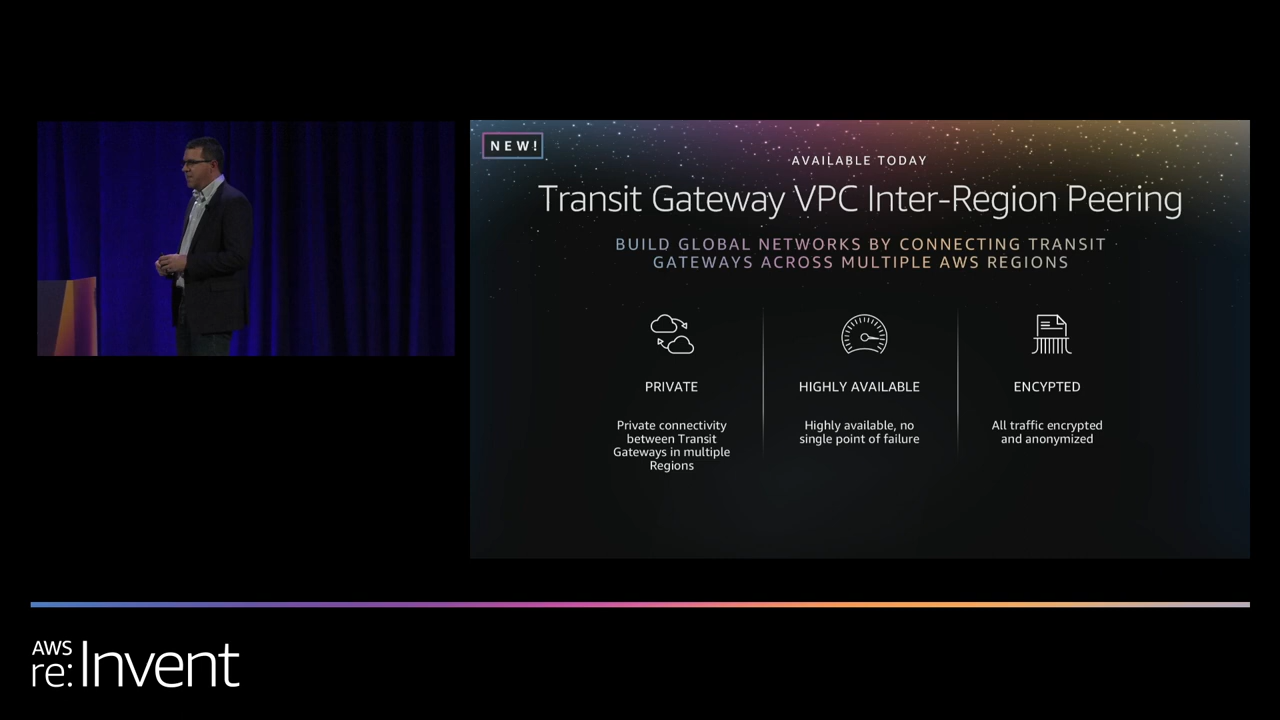 NEW!
AVAILABLE TODAY
Transit Gateway VPC Inter-Region Peering
BUILD GLOBAL NETWORKS BY CONNECTING TRANSIT
GATEWAYS ACROSS MULTIPLE AWS REGIONS
PRIVATE
Private connectivity
between Transit
Gateways in multiple
Regions
HIGHLY AVAILABLE
Highly available, no
single point of failure
ENCYPTED
All traffic encrypted
and anonymized
AWS
re:Invent